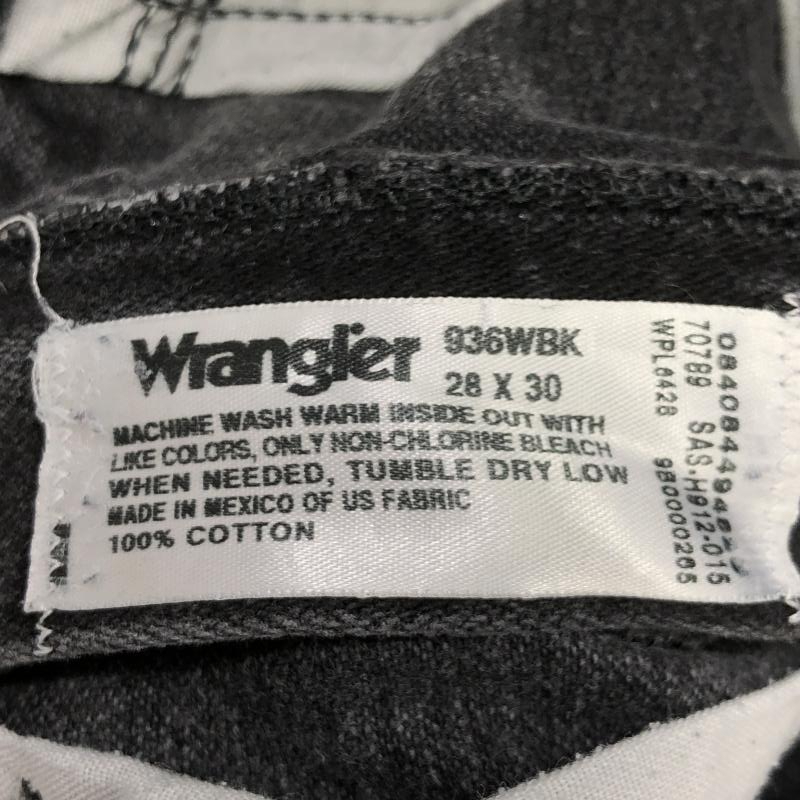 Wrangler
936WBK
28 X 30
MACHINE WASH WARM INSIDE OUT WITH
LIKE COLORS, ONLY NON-CHLORINE BLEACH
WHEN NEEDED, TUMBLE DRY LOW
MADE IN MEXICO OF US FABRIC
100% COTTON
70789 SAS-H912-015
WPL6428 980000265